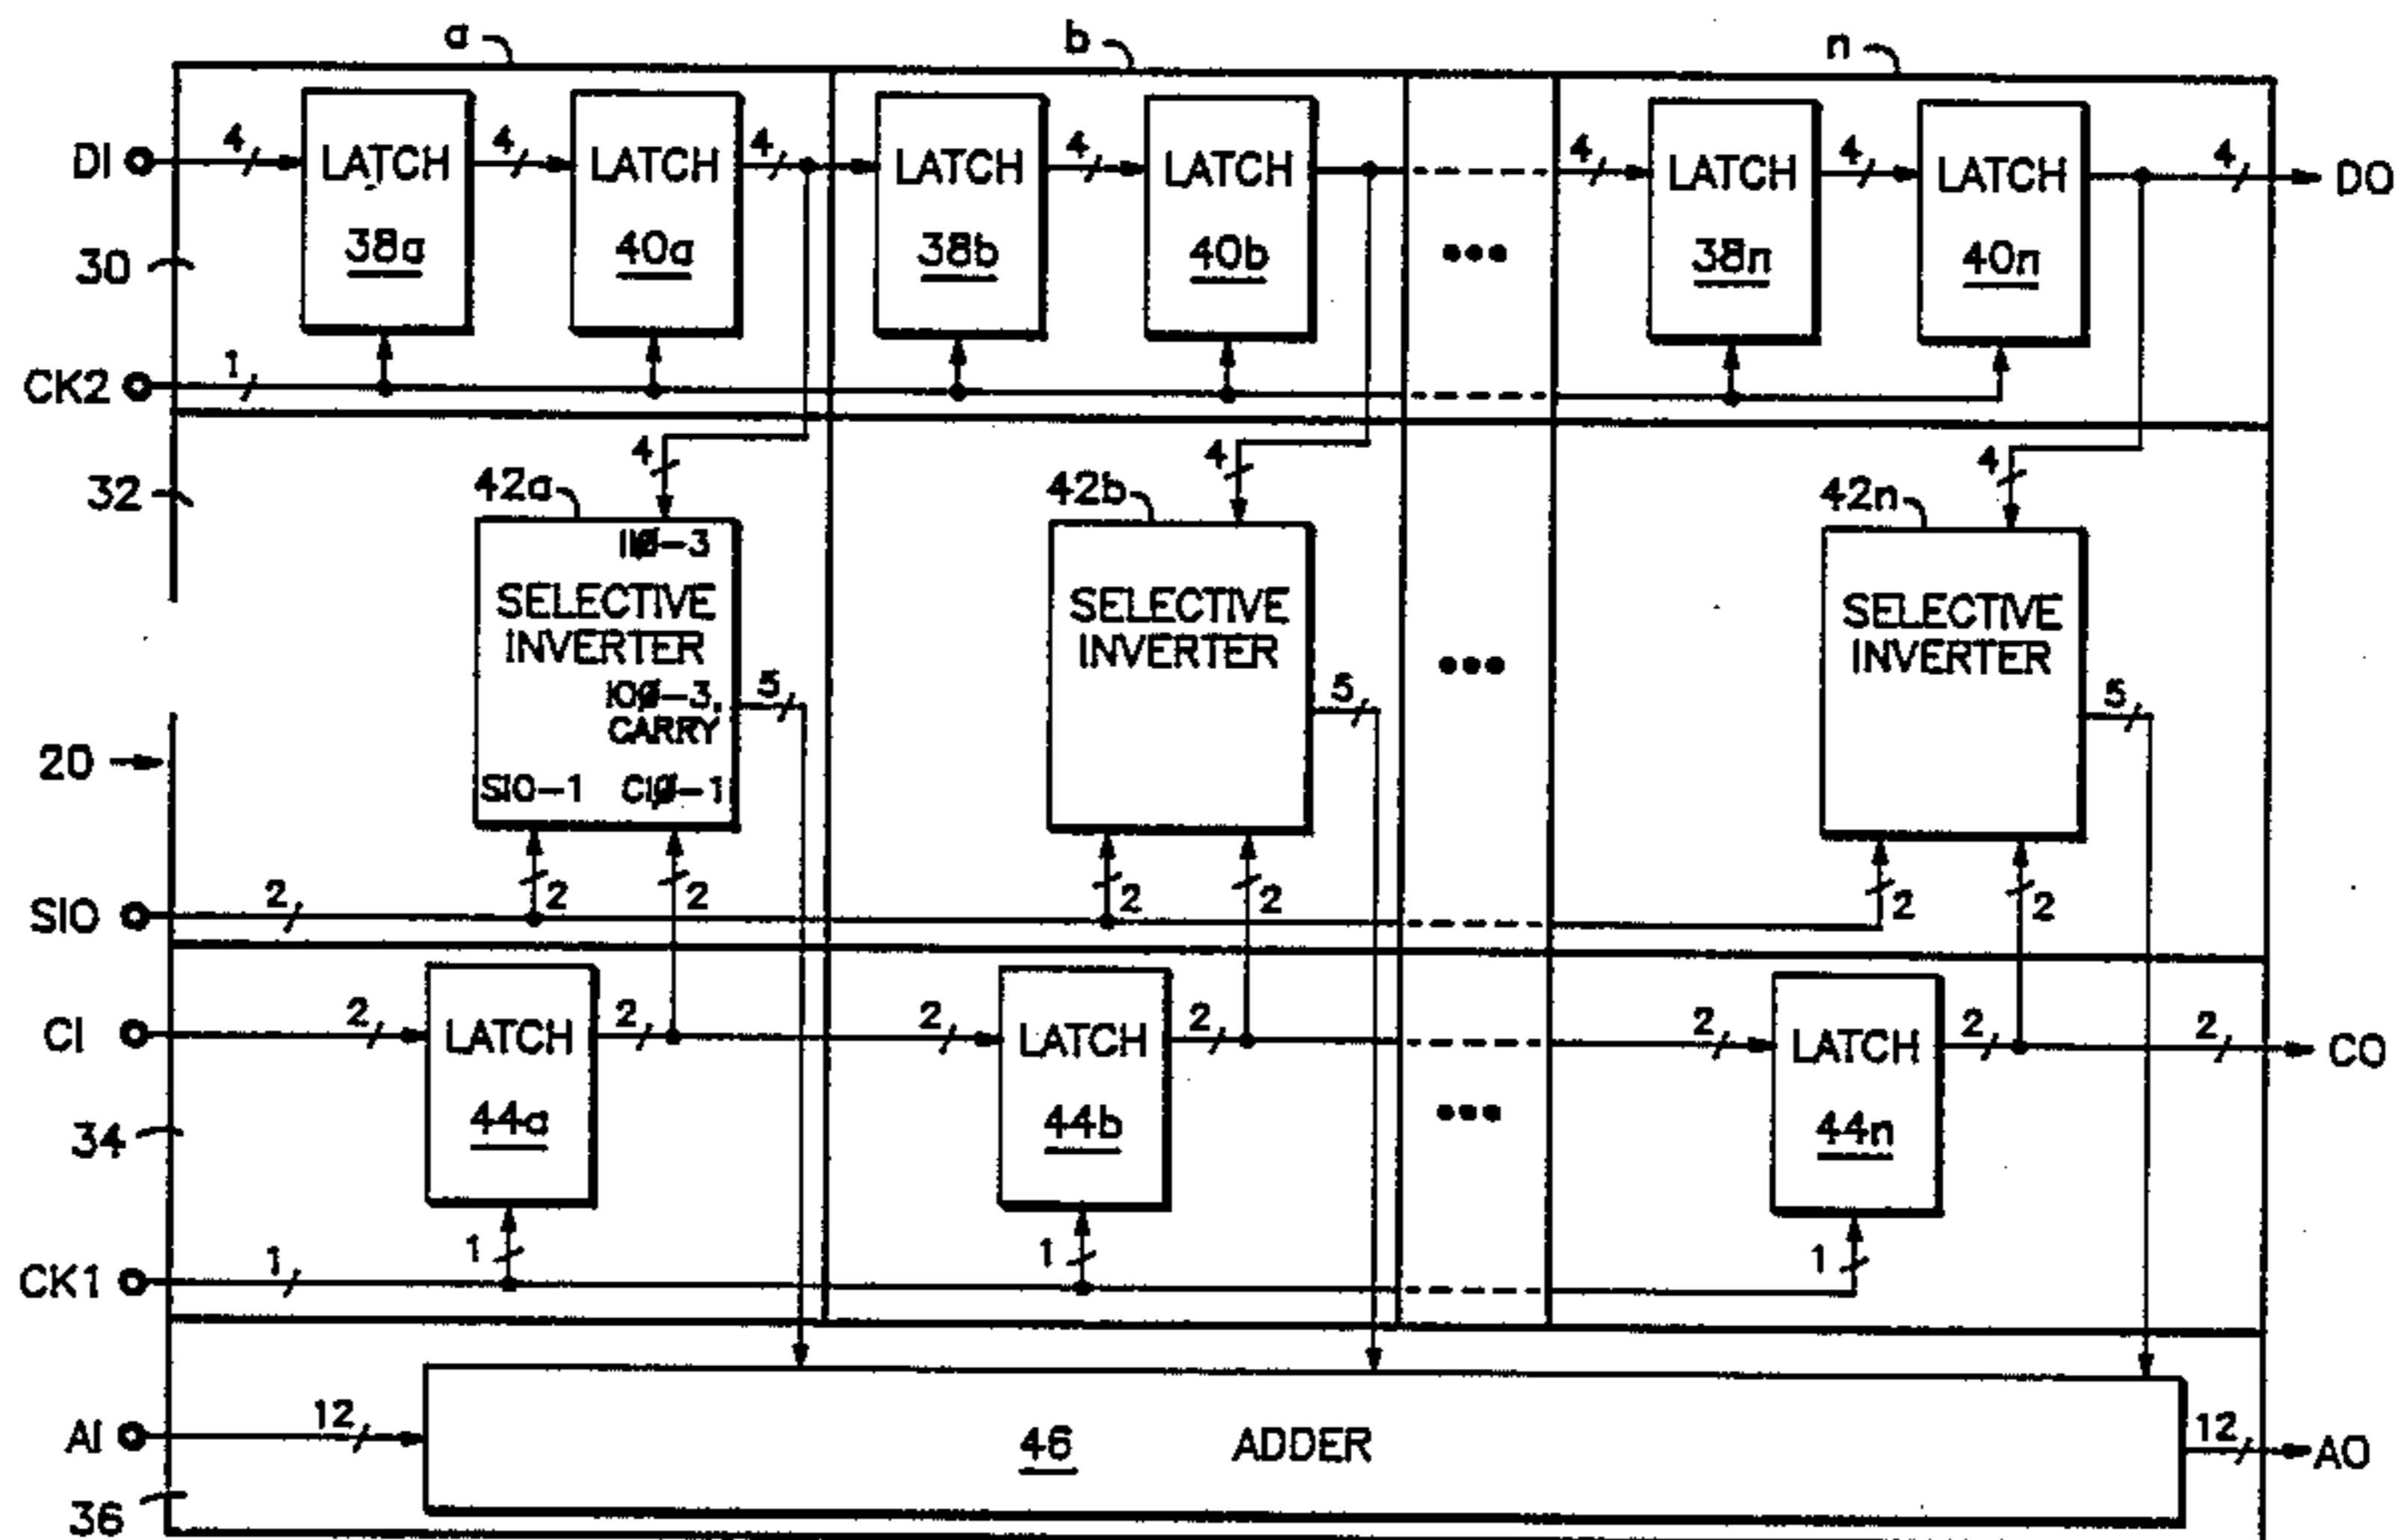 a b n
DI 4 LATCH 38a 4 LATCH 40a 4 LATCH 38b 4 LATCH 40b 4 LATCH 38n 4 LATCH 40n 4 DO
30 ••• 
CK2 1
32 4 4 4
42a 42b 42n
II0̸-3
SELECTIVE INVERTER
IO0̸-3, CARRY
SIO-1 CI0̸-1
5
SELECTIVE INVERTER
5
•••
SELECTIVE INVERTER
5
20
SIO 2 2 2 2 2 2 2
CI 2 LATCH 44a 2 2 LATCH 44b 2 2 LATCH 44n 2 2 CO
34 •••
CK1 1 1 1 1
AI 12 46 ADDER 12 AO
36